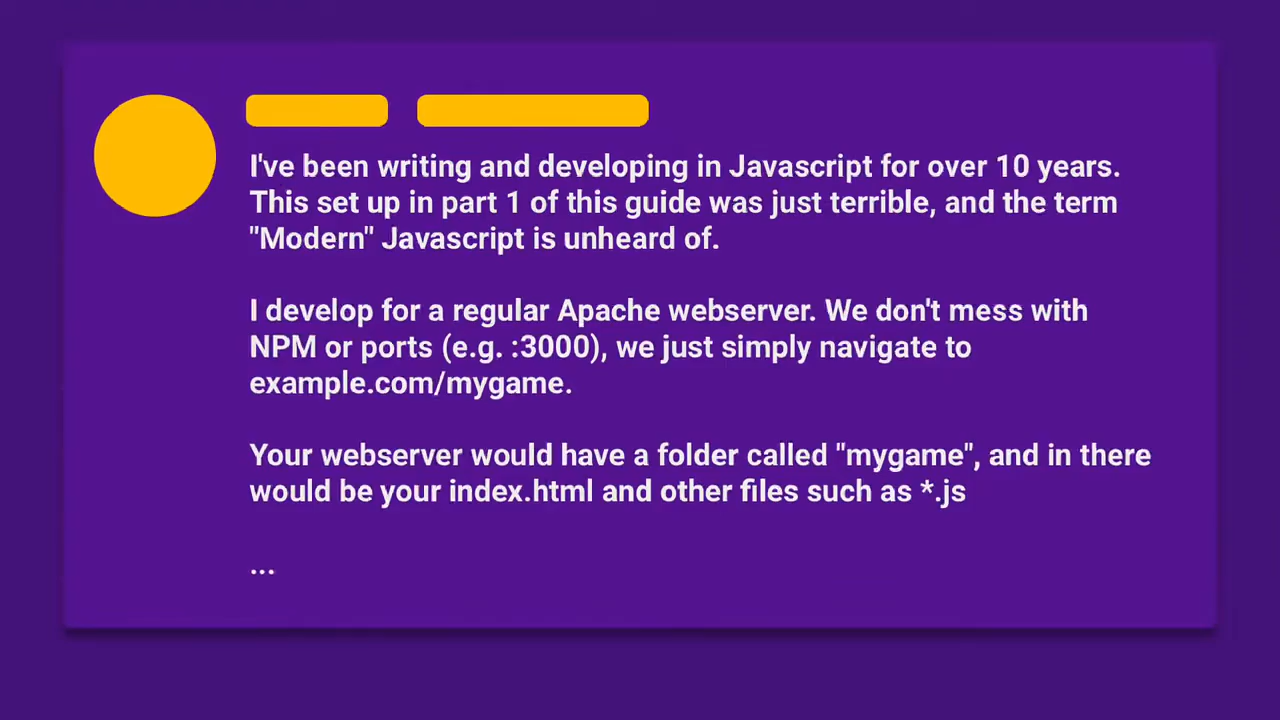 I've been writing and developing in Javascript for over 10 years.
This set up in part 1 of this guide was just terrible, and the term
"Modern" Javascript is unheard of.
I develop for a regular Apache webserver. We don't mess with
NPM or ports (e.g. :3000), we just simply navigate to
example.com/mygame.
Your webserver would have a folder called "mygame", and in there
would be your index.html and other files such as *.js
...